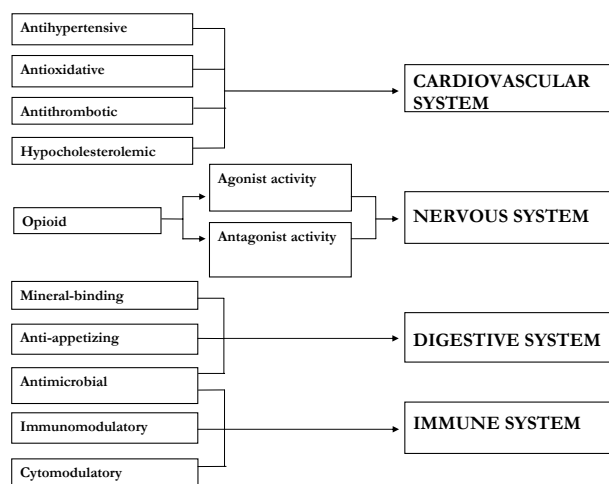 Antihypertensive
Antioxidative
Antithrombotic
Hypocholesterolemic
CARDIOVASCULAR
SYSTEM
Opioid
Agonist activity
Antagonist activity
NERVOUS SYSTEM
Mineral-binding
Anti-appetizing
Antimicrobial
DIGESTIVE SYSTEM
Immunomodulatory
Cytomodulatory
IMMUNE SYSTEM